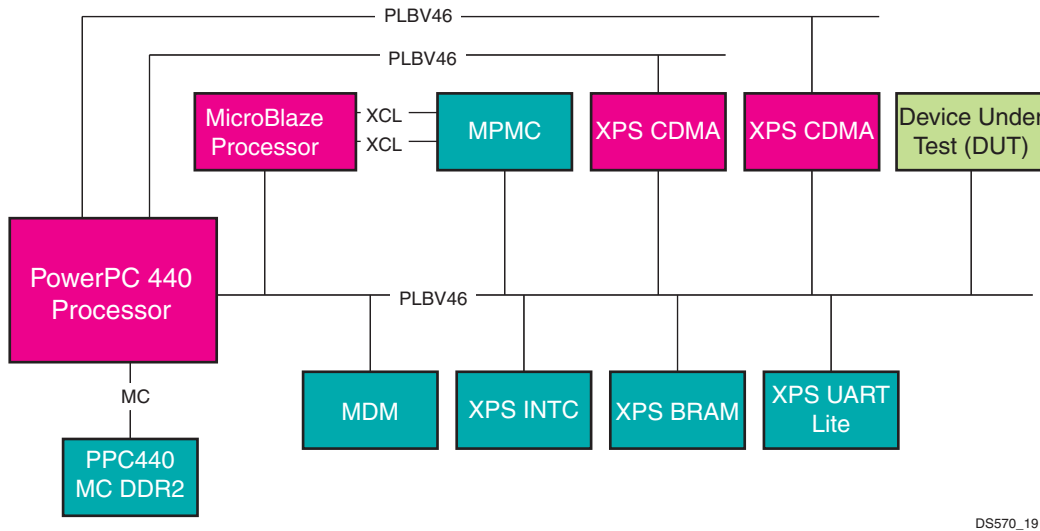 PLBV46
PLBV46
MicroBlaze
Processor
XCL
XCL
MPMC
XPS CDMA
XPS CDMA
Device Under
Test (DUT)
PowerPC 440
Processor
PLBV46
MC
MDM
XPS INTC
XPS BRAM
XPS UART
Lite
PPC440
MC DDR2
DS570_19